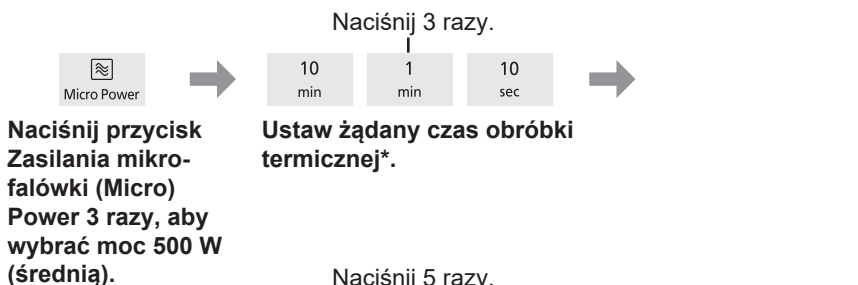 Naciśnij 3 razy.
Micro Power
10
min
1
min
10
sec
Naciśnij przycisk
Zasilania mikro-
falówki (Micro)
Power 3 razy, aby
wybrać moc 500 W
(średnią).
Ustaw żądany czas obróbki
termicznej*.
Naciśnij 5 razy.